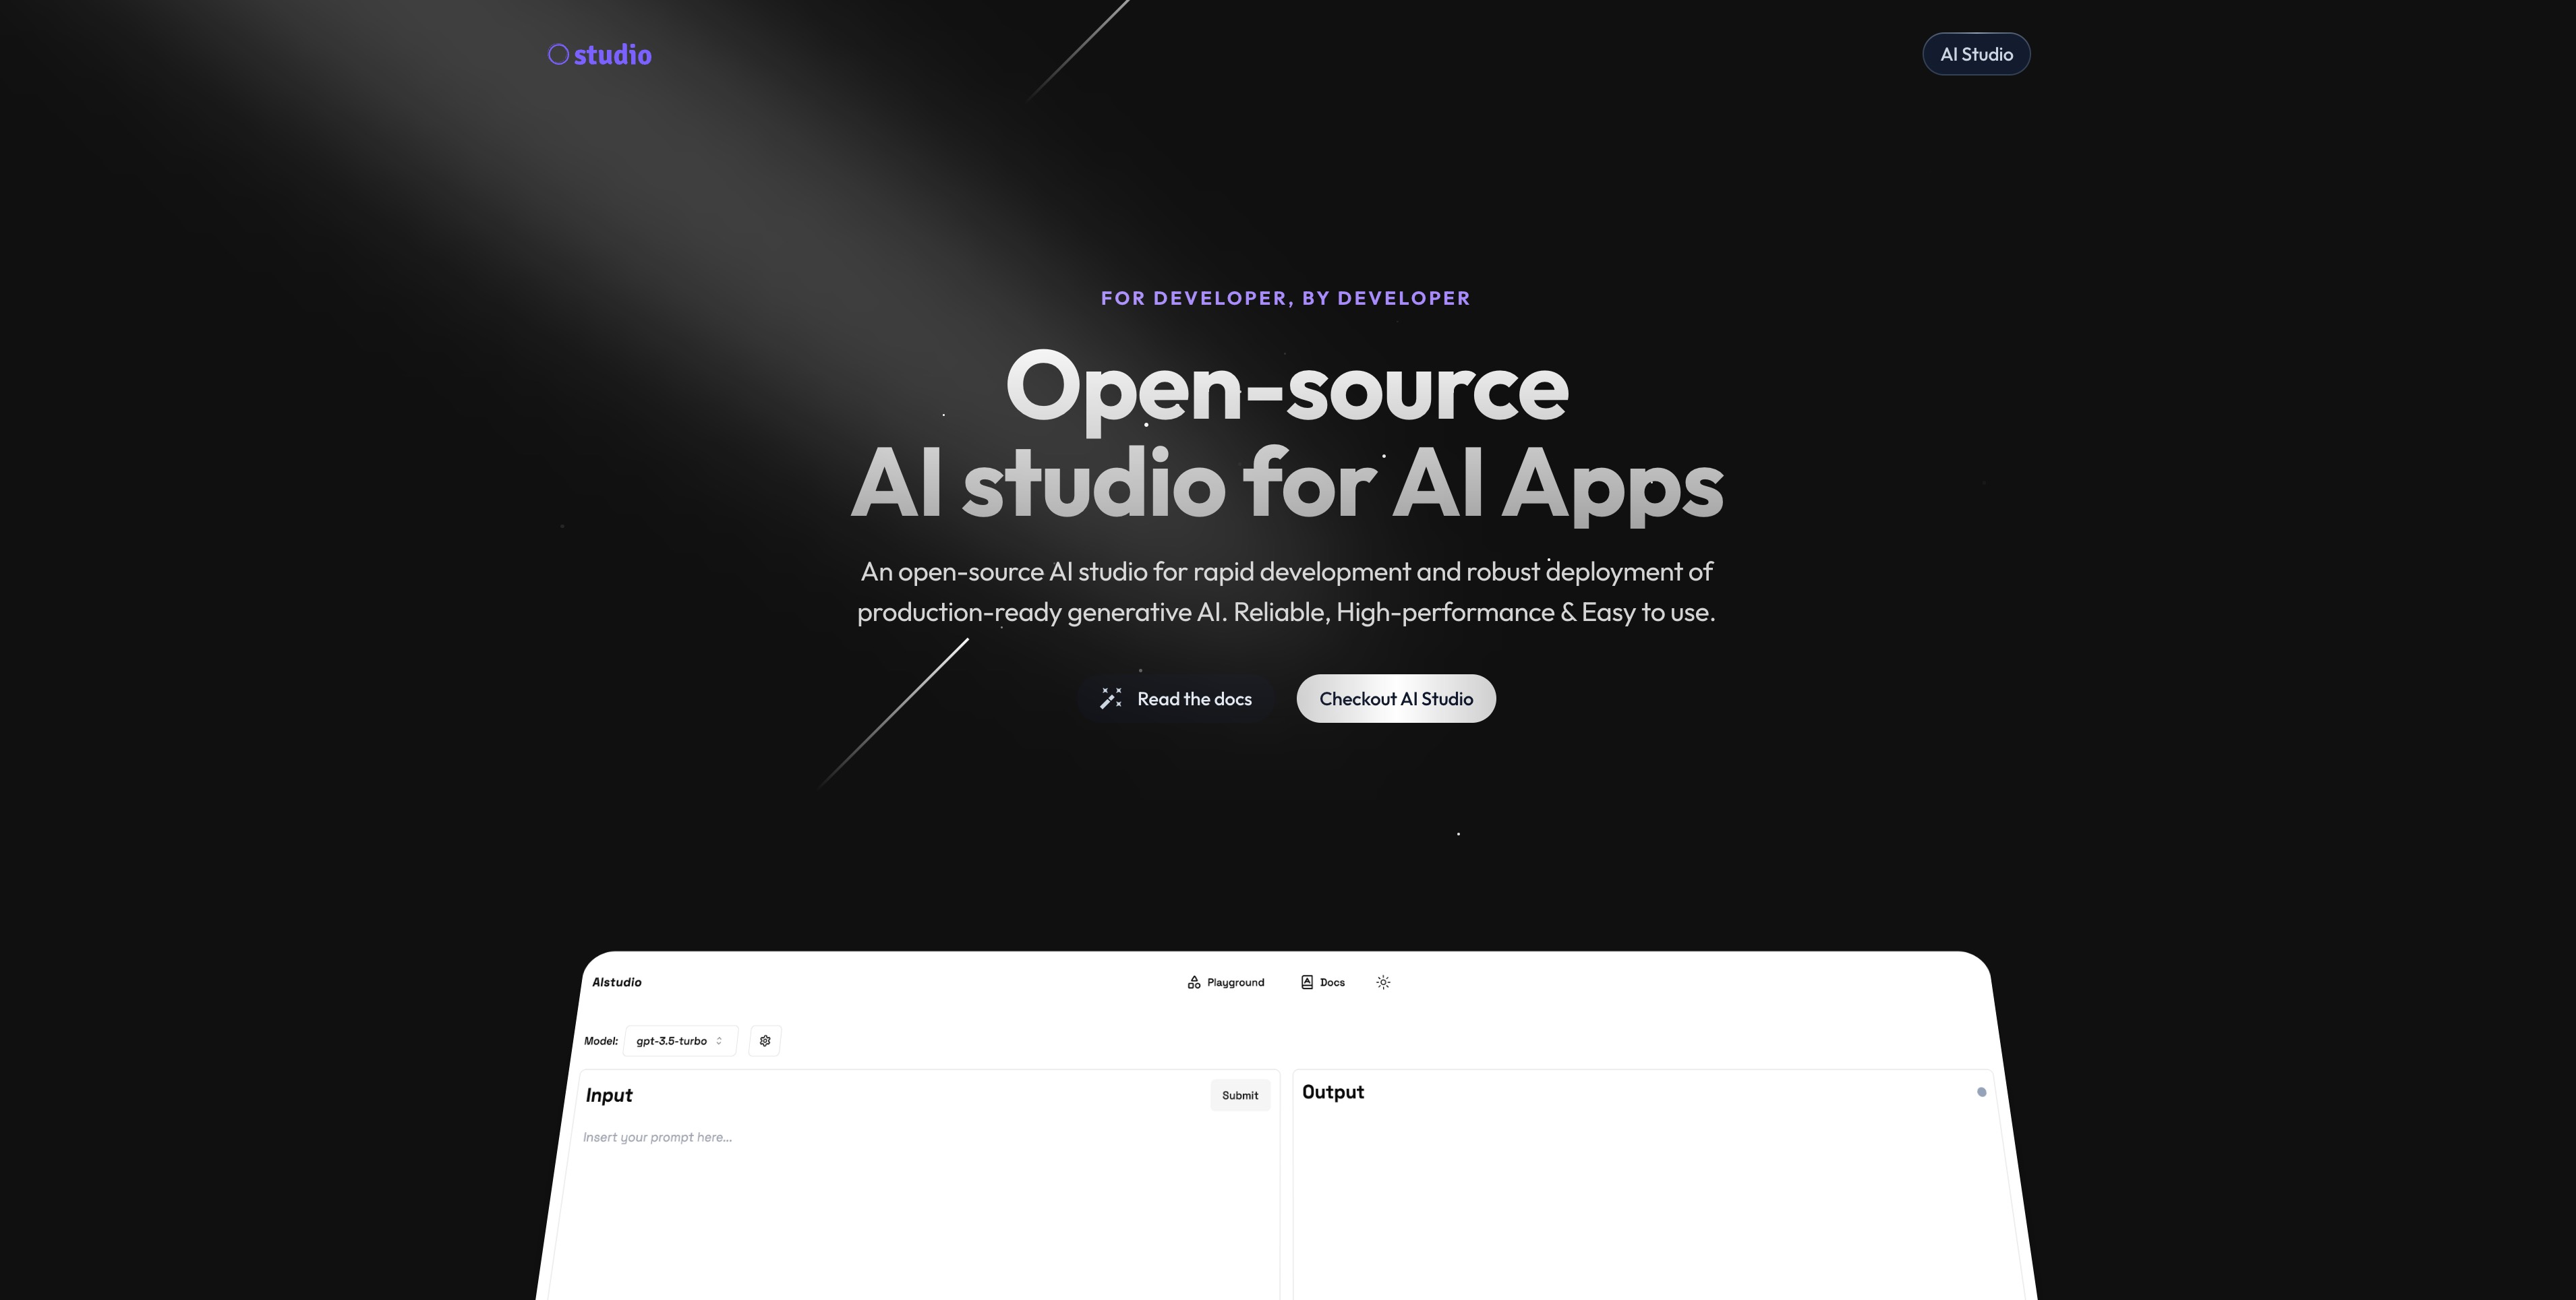 studio
AI Studio
FOR DEVELOPER, BY DEVELOPER
Open-source
AI studio for AI Apps
An open-source AI studio for rapid development and robust deployment of
production-ready generative AI. Reliable, High-performance & Easy to use.
Read the docs
Checkout AI Studio
AIstudio
Playground
Docs
Model:
gpt-3.5-turbo
Input
Submit
Output
Insert your prompt here...